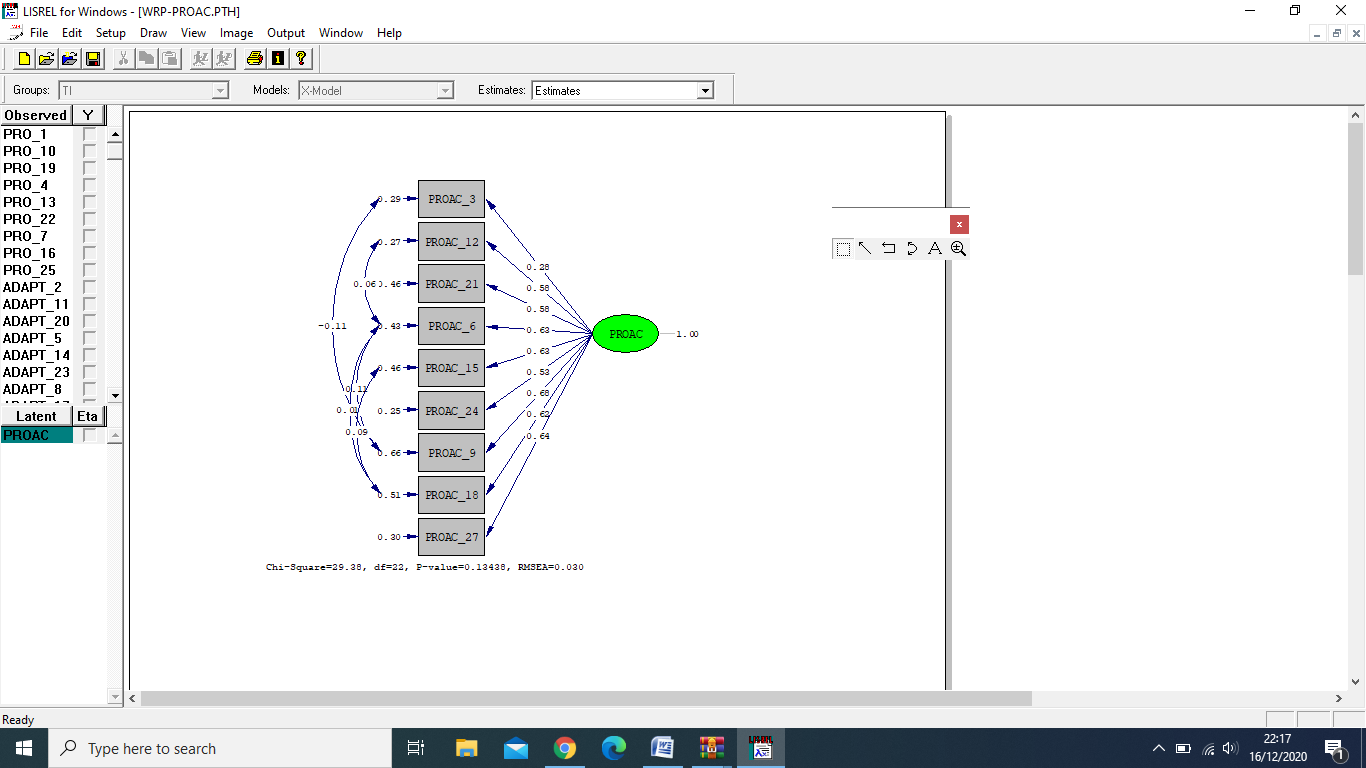 LISREL for Windows - [WRP-PROAC.PTH]
File Edit Setup Draw View Image Output Window Help
Groups: TI Models: X-Model Estimates: Estimates
Observed Y
PRO_1
PRO_10
PRO_19
PRO_4
PRO_13
PRO_22
PRO_7
PRO_16
PRO_25
ADAPT_2
ADAPT_11
ADAPT_20
ADAPT_5
ADAPT_14
ADAPT_23
ADAPT_8
Latent Eta
PROAC
0.29 PROAC_3
0.27 PROAC_12
0.06 0.46 PROAC_21
-0.11 0.43 PROAC_6
0.46 PROAC_15
0.11
0.01 0.25 PROAC_24
0.09
0.66 PROAC_9
0.51 PROAC_18
0.30 PROAC_27
0.28
0.58
0.58
0.63
0.63
0.53
0.68
0.62
0.64
PROAC 1.00
Chi-Square=29.38, df=22, P-value=0.13438, RMSEA=0.030
Ready
Type here to search
22:17
16/12/2020